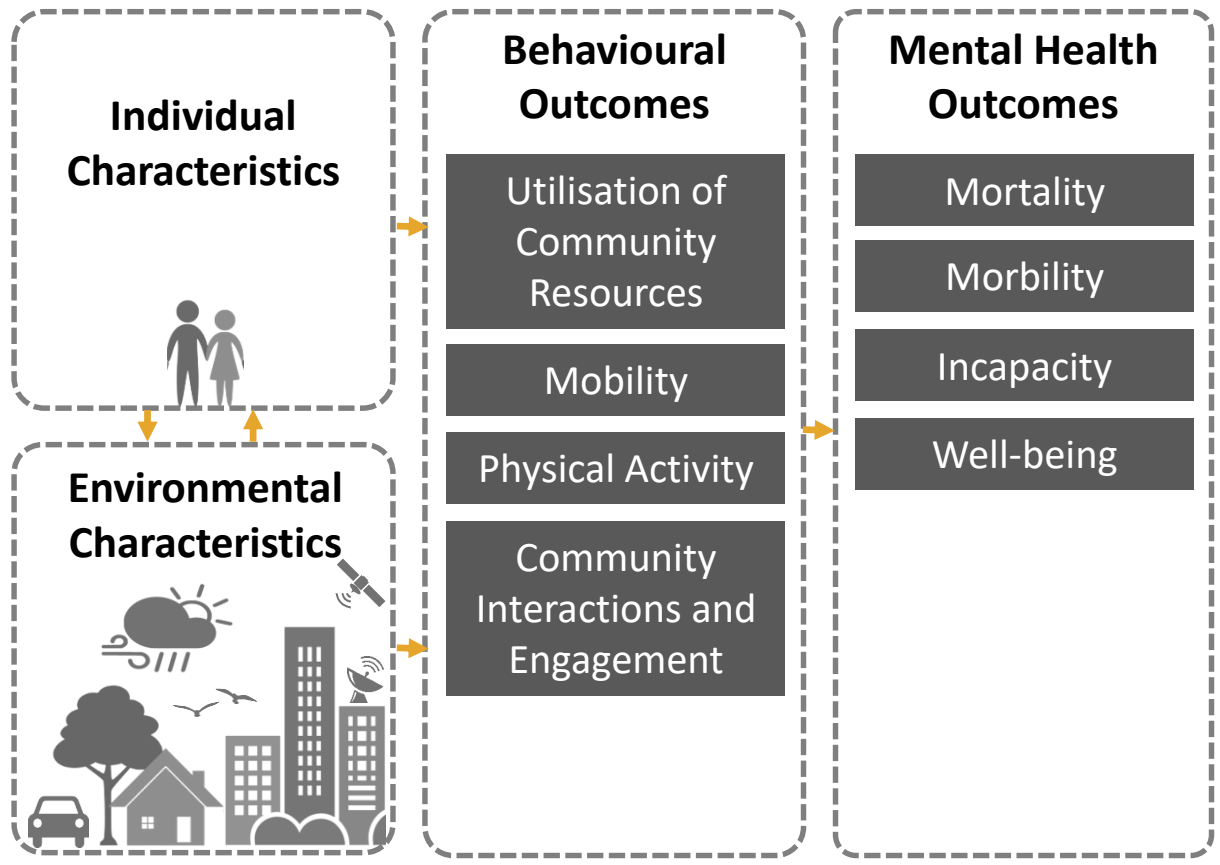 Individual
Characteristics
Environmental
Characteristics
Behavioural
Outcomes
Utilisation of
Community
Resources
Mobility
Physical Activity
Community
Interactions and
Engagement
Mental Health
Outcomes
Mortality
Morbility
Incapacity
Well-being